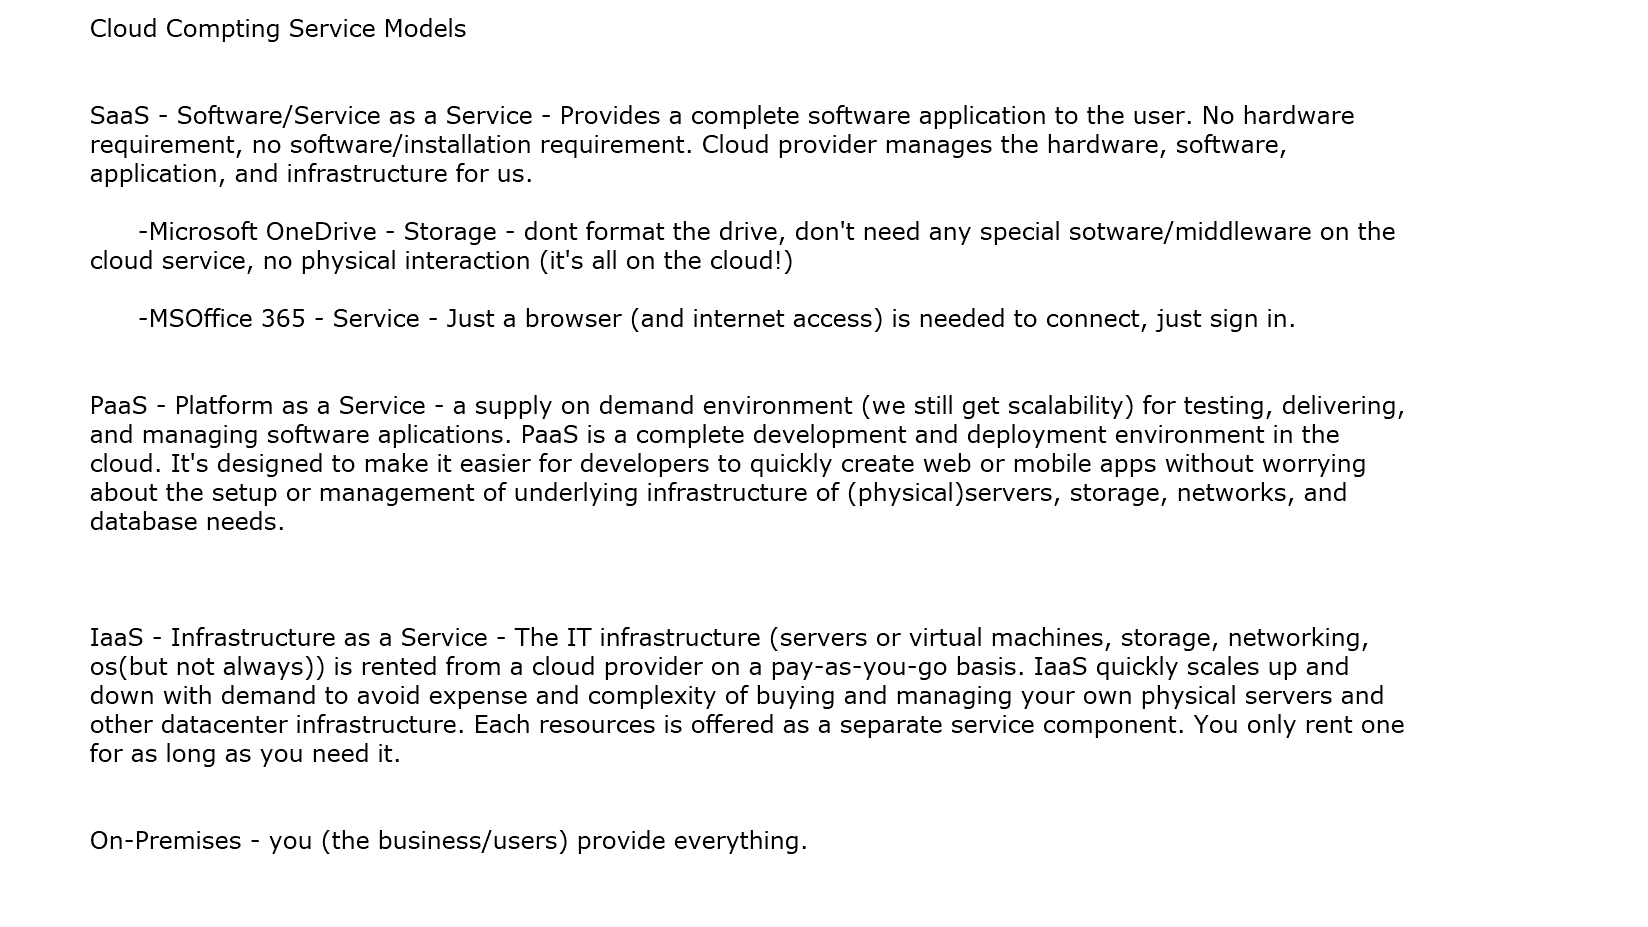 Cloud Compting Service Models
SaaS - Software/Service as a Service - Provides a complete software application to the user. No hardware
requirement, no software/installation requirement. Cloud provider manages the hardware, software,
application, and infrastructure for us.
-Microsoft OneDrive - Storage - dont format the drive, don't need any special sotware/middleware on the
cloud service, no physical interaction (it's all on the cloud!)
-MSOffice 365 - Service - Just a browser (and internet access) is needed to connect, just sign in.
PaaS - Platform as a Service - a supply on demand environment (we still get scalability) for testing, delivering,
and managing software aplications. PaaS is a complete development and deployment environment in the
cloud. It's designed to make it easier for developers to quickly create web or mobile apps without worrying
about the setup or management of underlying infrastructure of (physical)servers, storage, networks, and
database needs.
IaaS - Infrastructure as a Service - The IT infrastructure (servers or virtual machines, storage, networking,
os(but not always)) is rented from a cloud provider on a pay-as-you-go basis. IaaS quickly scales up and
down with demand to avoid expense and complexity of buying and managing your own physical servers and
other datacenter infrastructure. Each resources is offered as a separate service component. You only rent one
for as long as you need it.
On-Premises - you (the business/users) provide everything.